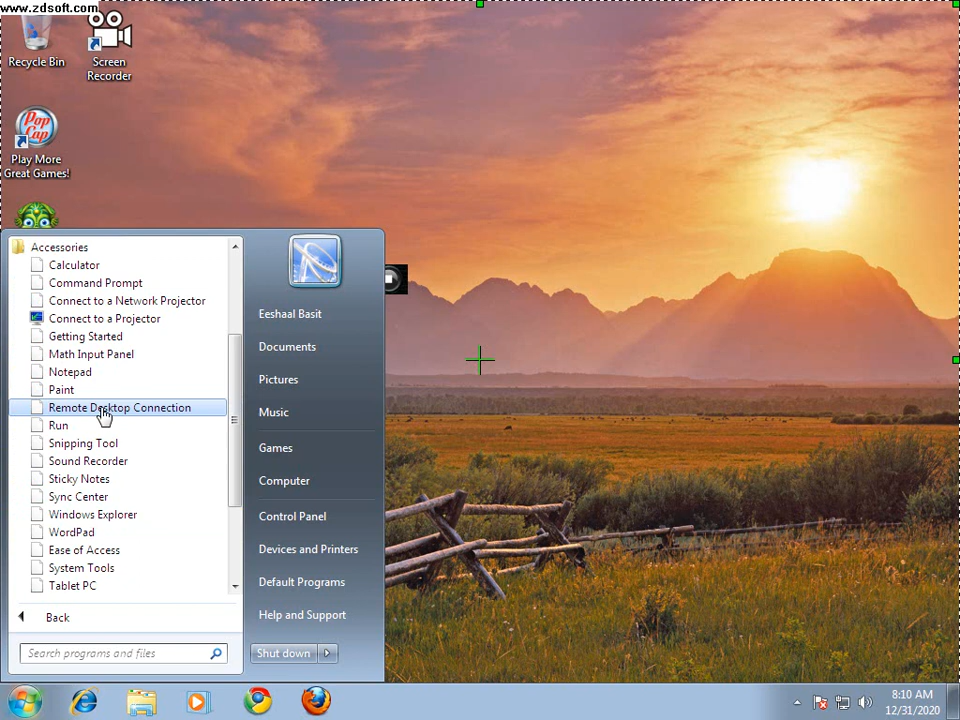 www.zdsoft.com
Recycle Bin
Screen
Recorder
Pop
Cap
Play More
Great Games!
Accessories
Calculator
Command Prompt
Connect to a Network Projector
Connect to a Projector
Getting Started
Math Input Panel
Notepad
Paint
Remote Desktop Connection
Run
Snipping Tool
Sound Recorder
Sticky Notes
Sync Center
Windows Explorer
WordPad
Ease of Access
System Tools
Tablet PC
Back
Search programs and files
Eeshaal Basit
Documents
Pictures
Music
Games
Computer
Control Panel
Devices and Printers
Default Programs
Help and Support
Shut down
8:10 AM
12/31/2020